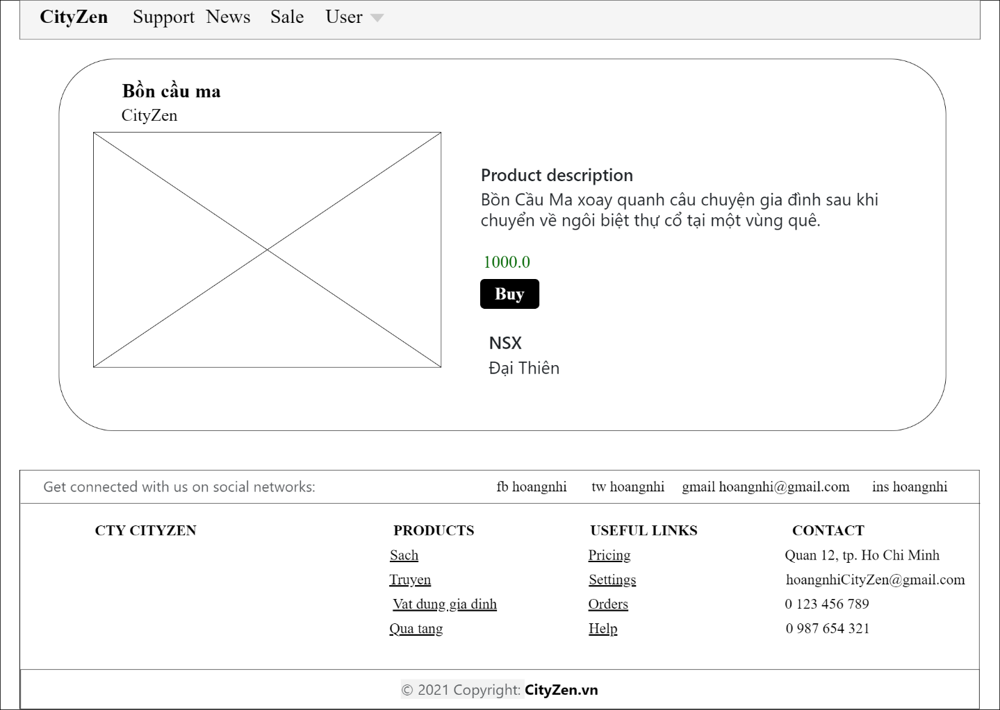 CityZen Support News Sale User
Bồn cầu ma
CityZen
Product description
Bồn Cầu Ma xoay quanh câu chuyện gia đình sau khi
chuyển về ngôi biệt thự cổ tại một vùng quê.
1000.0
Buy
NSX
Đại Thiên
Get connected with us on social networks: fb hoangnhi tw hoangnhi gmail hoangnhi@gmail.com ins hoangnhi
CTY CITYZEN
PRODUCTS
Sach
Truyen
Vat dung gia dinh
Qua tang
USEFUL LINKS
Pricing
Settings
Orders
Help
CONTACT
Quan 12, tp. Ho Chi Minh
hoangnhiCityZen@gmail.com
0 123 456 789
0 987 654 321
© 2021 Copyright: CityZen.vn